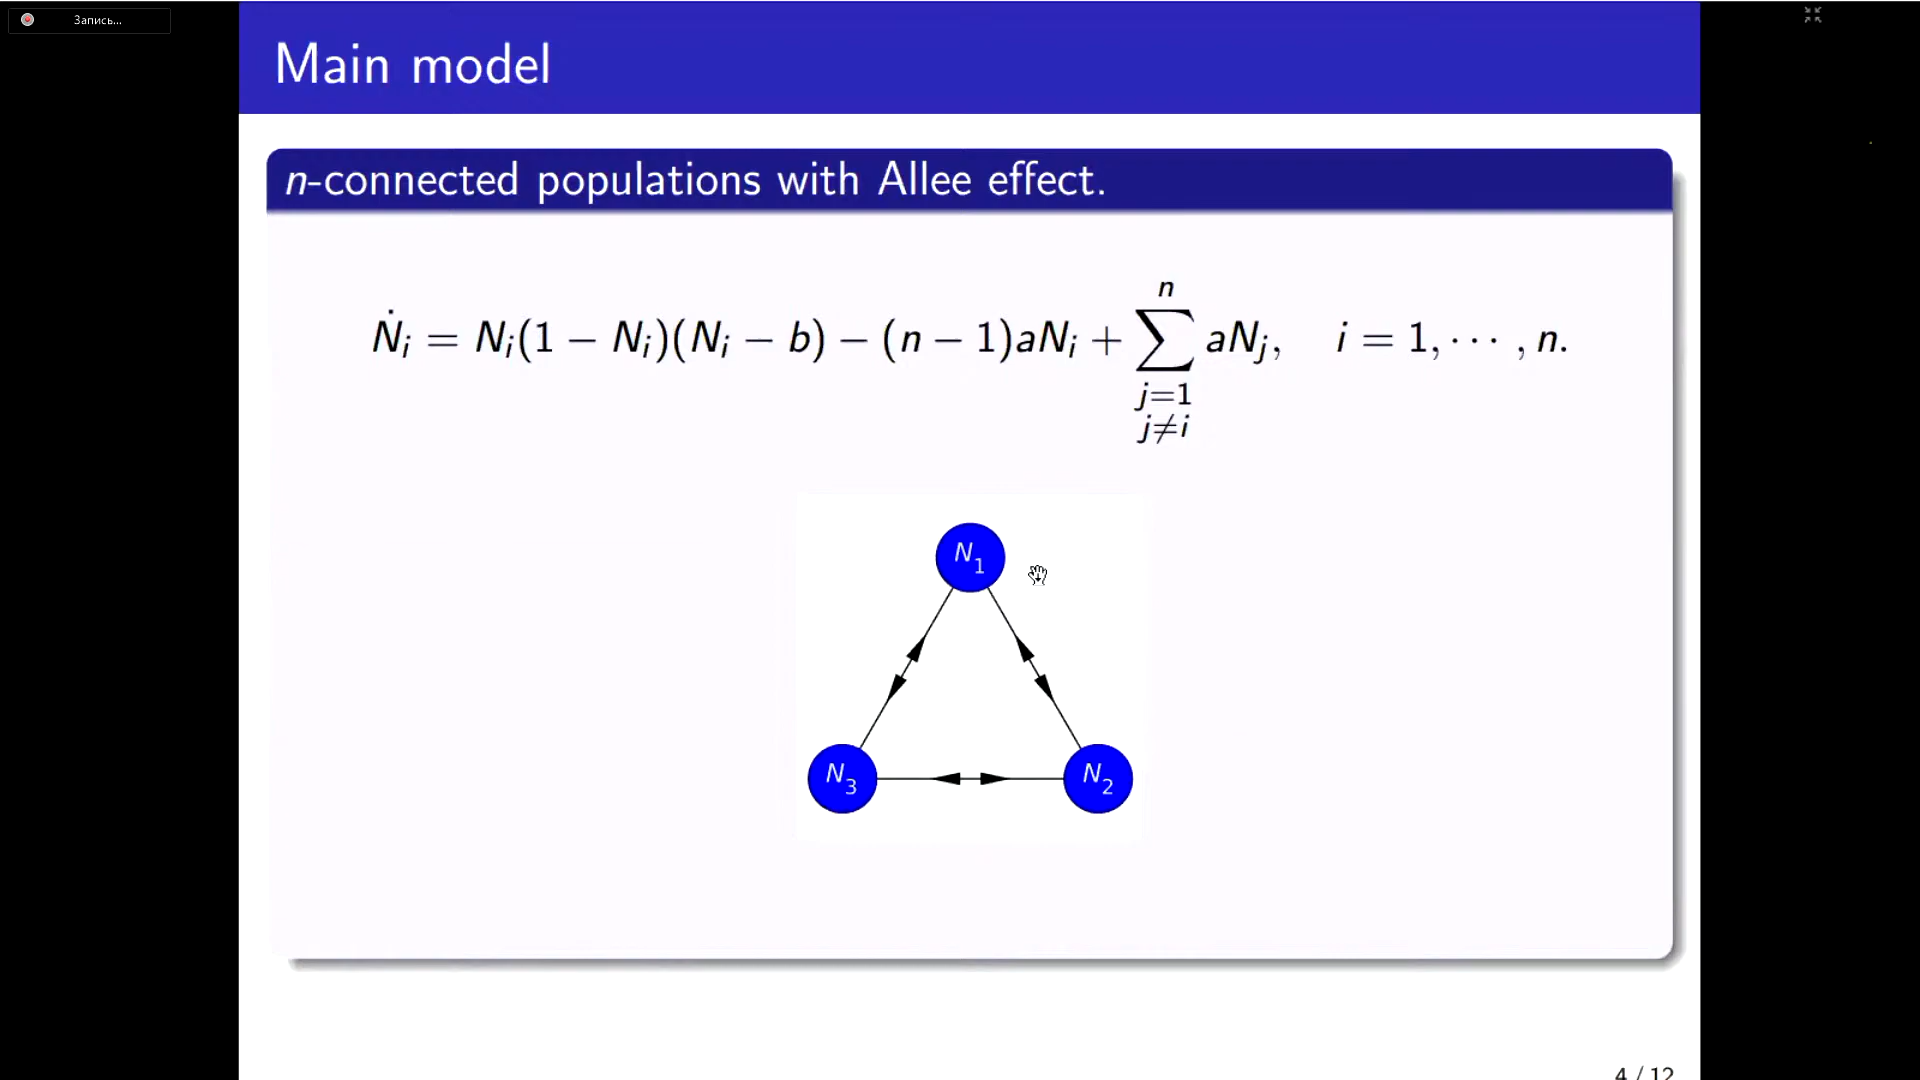 Запись...
Main model
n-connected populations with Allee effect.
Ṅᵢ = Nᵢ(1 − Nᵢ)(Nᵢ − b) − (n − 1)aNᵢ + ∑ⁿ_{j=1, j≠i} aNⱼ, i = 1, ⋯ , n.
N₁
N₃
N₂
4 / 12